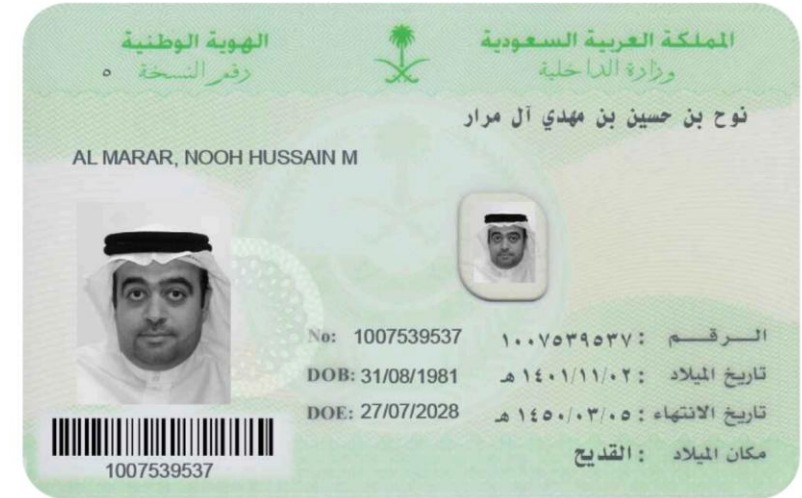 المملكة العربية السعودية
وزارة الداخلية
الهوية الوطنية
رقم النسخة ٥
نوح بن حسين بن مهدي آل مرار
AL MARAR, NOOH HUSSAIN M
الـــرقـــم : ١٠٠٧٥٣٩٥٣٧ No: 1007539537
تاريخ الميلاد : ١٤٠١/١١/٠٢ هـ DOB: 31/08/1981
تاريخ الانتهاء : ١٤٥٠/٠٣/٠٥ هـ DOE: 27/07/2028
مكان الميلاد : القديح
1007539537